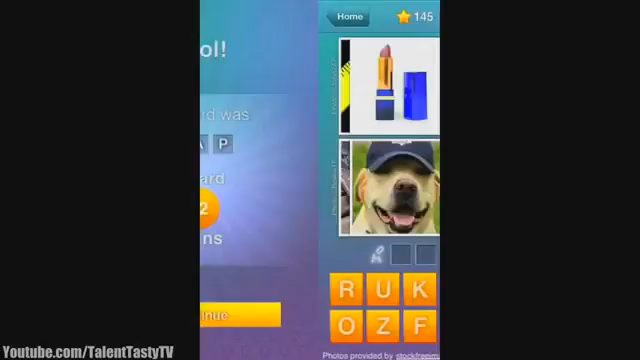 Home
145
ol!
rd was
A P
ard
2
ns
inue
R U K
O Z F
Photos provided by
Youtube.com/TalentTastyTV